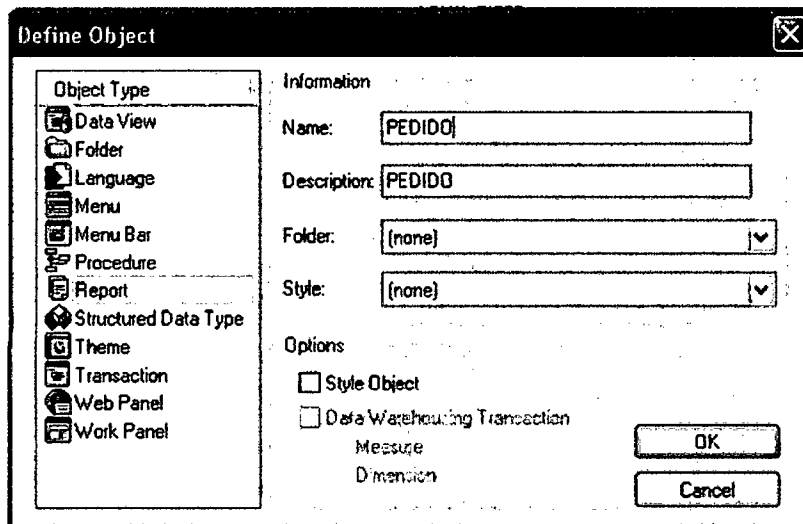 Define Object
Object Type
Data View
Folder
Language
Menu
Menu Bar
Procedure
Report
Structured Data Type
Theme
Transaction
Web Panel
Work Panel
Information
Name: PEDIDO
Description: PEDIDO
Folder: (none)
Style: (none)
Options
Style Object
Data Warehousing Transaction
Measure
Dimension
OK
Cancel